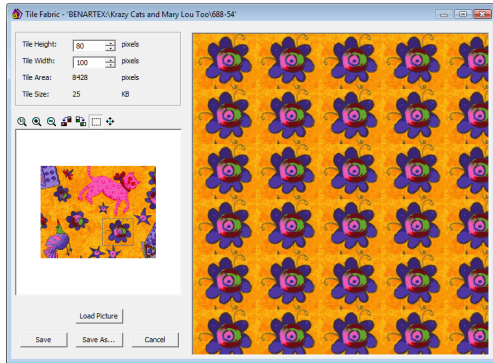 Tile Fabric - 'BENARTEX:\Krazy Cats and Mary Lou Too\688-54'
Tile Height: 80 pixels
Tile Width: 100 pixels
Tile Area: 8428 pixels
Tile Size: 25 KB
Load Picture
Save Save As... Cancel